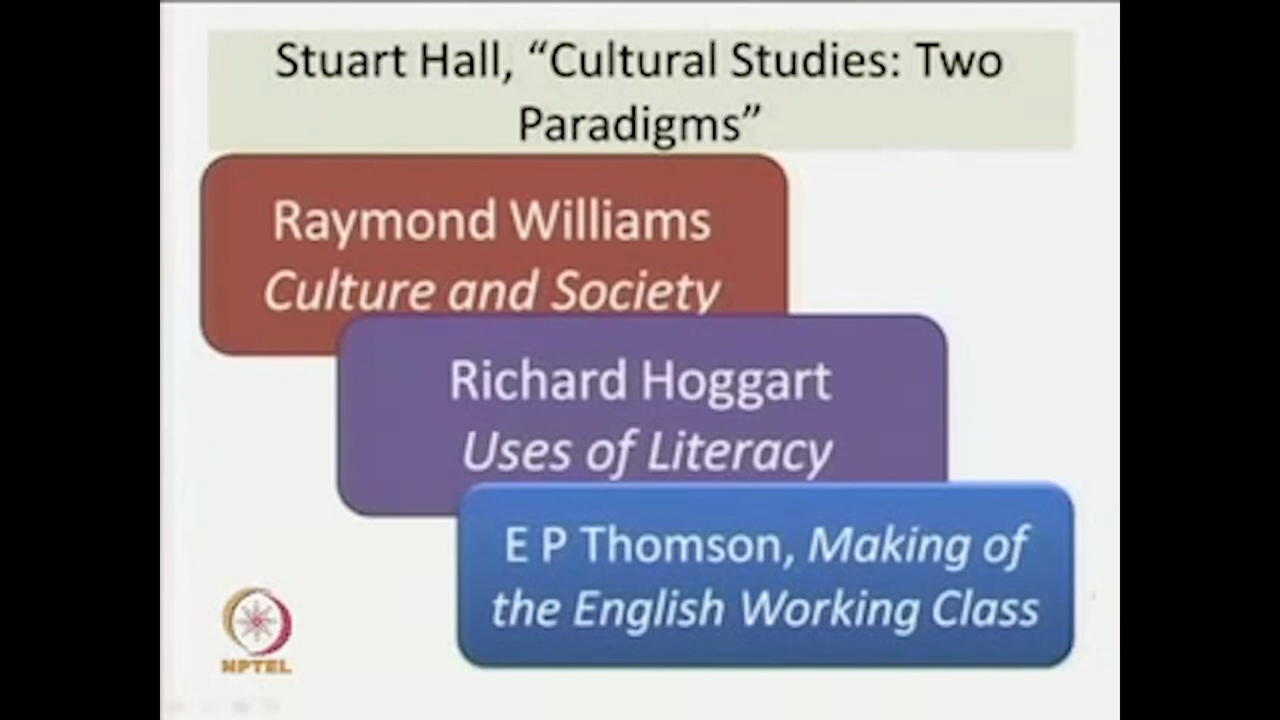 Stuart Hall, “Cultural Studies: Two
Paradigms”
Raymond Williams
Culture and Society
Richard Hoggart
Uses of Literacy
E P Thomson, Making of
the English Working Class
NPTEL